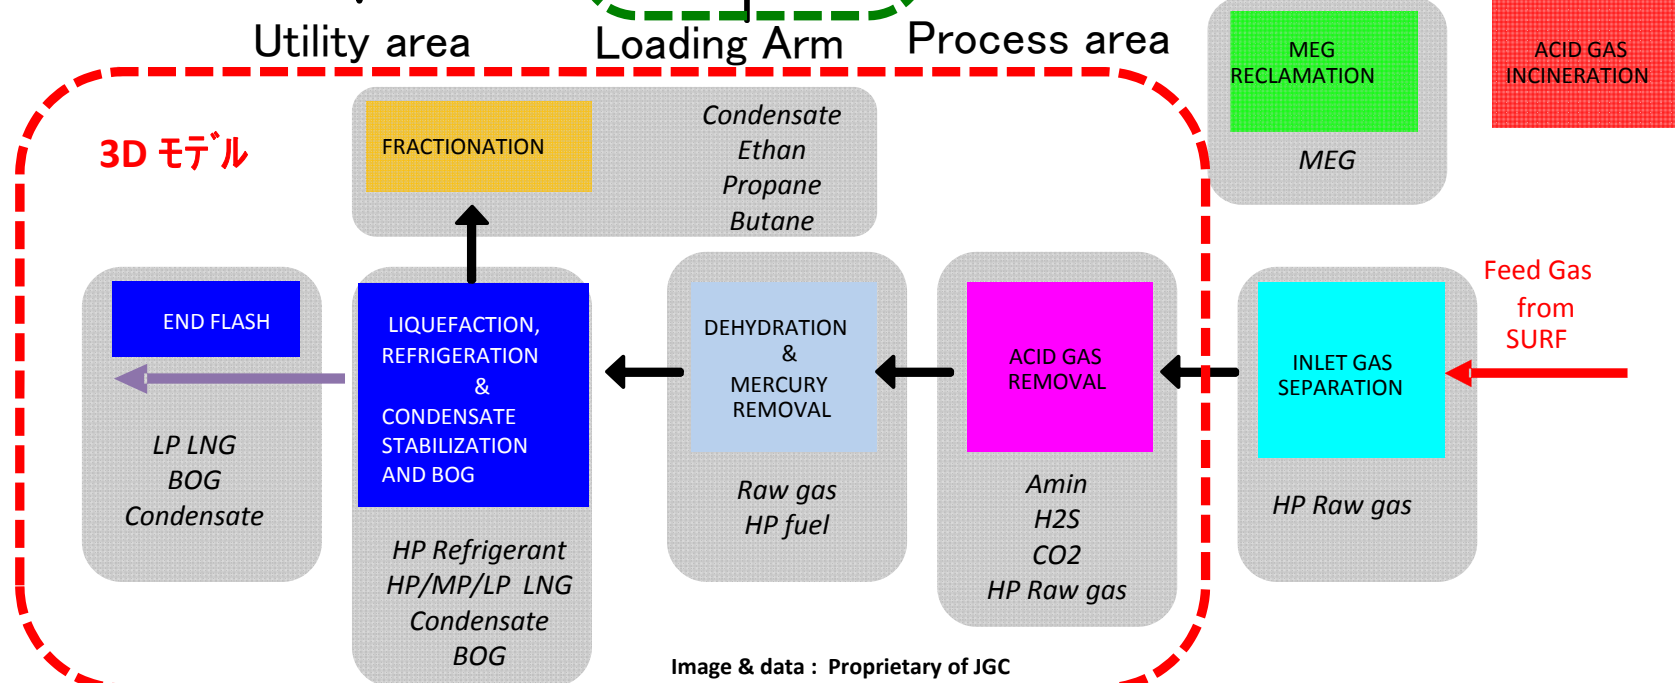 Utility area
Loading Arm
Process area
MEG
RECLAMATION
MEG
ACID GAS
INCINERATION
3D モデル
FRACTIONATION
Condensate
Ethan
Propane
Butane
END FLASH
LP LNG
BOG
Condensate
LIQUEFACTION,
REFRIGERATION
&
CONDENSATE
STABILIZATION
AND BOG
HP Refrigerant
HP/MP/LP LNG
Condensate
BOG
DEHYDRATION
&
MERCURY
REMOVAL
Raw gas
HP fuel
ACID GAS
REMOVAL
Amin
H2S
CO2
HP Raw gas
INLET GAS
SEPARATION
HP Raw gas
Feed Gas
from
SURF
Image & data : Proprietary of JGC